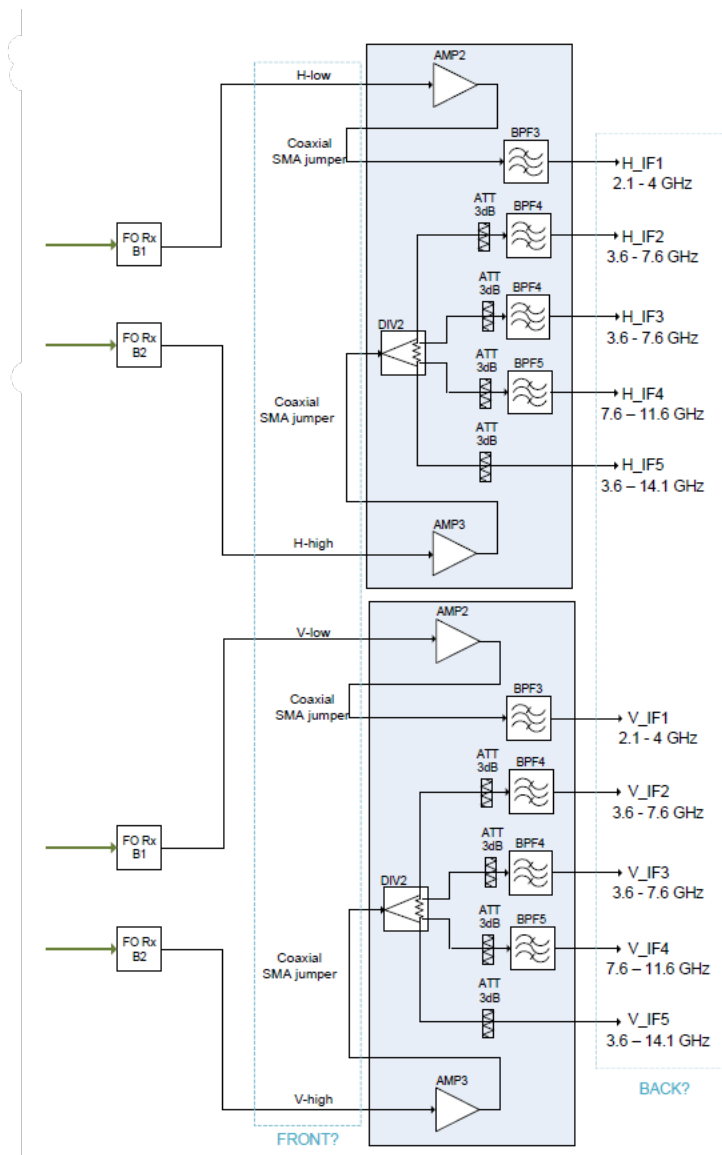 AMP2
H-low
Coaxial
SMA jumper
BPF3
H_IF1
2.1 - 4 GHz
ATT
3dB
BPF4
H_IF2
3.6 - 7.6 GHz
FO Rx
B1
ATT
3dB
BPF4
H_IF3
3.6 - 7.6 GHz
FO Rx
B2
DIV2
ATT
3dB
BPF5
H_IF4
7.6 – 11.6 GHz
Coaxial
SMA jumper
ATT
3dB
H_IF5
3.6 – 14.1 GHz
AMP3
H-high
AMP2
V-low
Coaxial
SMA jumper
BPF3
V_IF1
2.1 - 4 GHz
ATT
3dB
BPF4
V_IF2
3.6 - 7.6 GHz
FO Rx
B1
ATT
3dB
BPF4
V_IF3
3.6 - 7.6 GHz
DIV2
ATT
3dB
BPF5
V_IF4
7.6 – 11.6 GHz
FO Rx
B2
Coaxial
SMA jumper
ATT
3dB
V_IF5
3.6 – 14.1 GHz
AMP3
V-high
BACK?
FRONT?